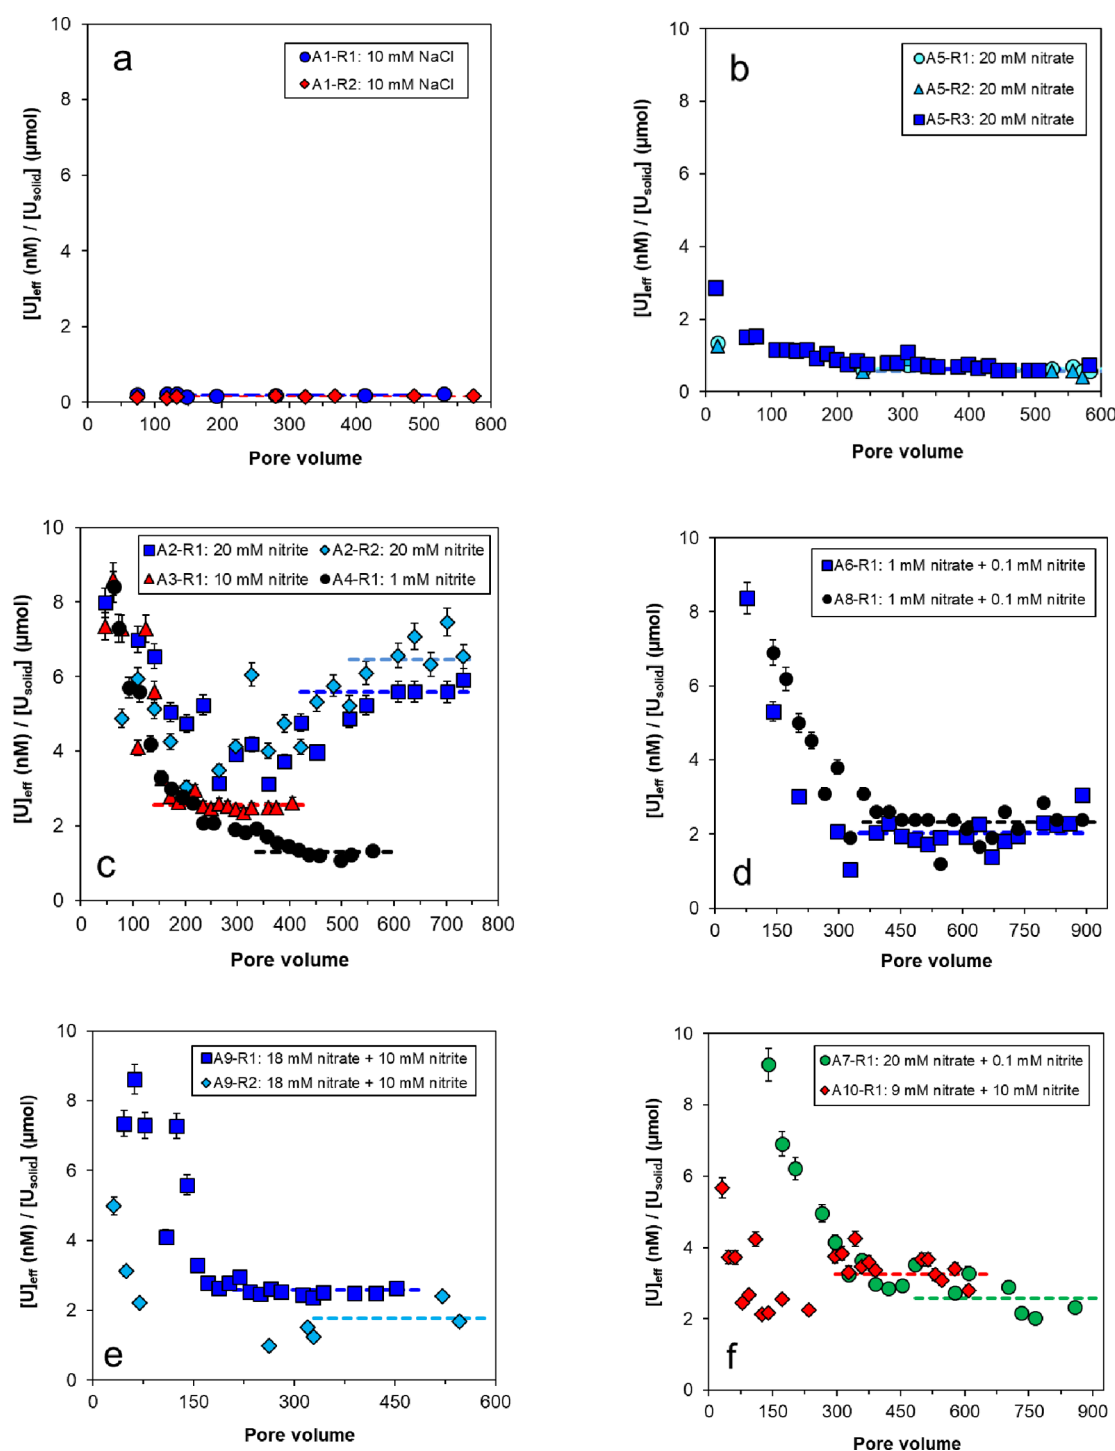 a
A1-R1: 10 mM NaCl
A1-R2: 10 mM NaCl
[U]eff (nM) / [Usolid] (µmol)
10
8
6
4
2
0
0 100 200 300 400 500 600
Pore volume
b
A5-R1: 20 mM nitrate
A5-R2: 20 mM nitrate
A5-R3: 20 mM nitrate
[U]eff (nM) / [Usolid] (µmol)
10
8
6
4
2
0
0 100 200 300 400 500 600
Pore volume
c
A2-R1: 20 mM nitrite A2-R2: 20 mM nitrite
A3-R1: 10 mM nitrite A4-R1: 1 mM nitrite
[U]eff (nM) / [Usolid] (µmol)
10
8
6
4
2
0
0 100 200 300 400 500 600 700 800
Pore volume
d
A6-R1: 1 mM nitrate + 0.1 mM nitrite
A8-R1: 1 mM nitrate + 0.1 mM nitrite
[U]eff (nM) / [Usolid] (µmol)
10
8
6
4
2
0
0 150 300 450 600 750 900
Pore volume
e
A9-R1: 18 mM nitrate + 10 mM nitrite
A9-R2: 18 mM nitrate + 10 mM nitrite
[U]eff (nM) / [Usolid] (µmol)
10
8
6
4
2
0
0 150 300 450 600
Pore volume
f
A7-R1: 20 mM nitrate + 0.1 mM nitrite
A10-R1: 9 mM nitrate + 10 mM nitrite
[U]eff (nM) / [Usolid] (µmol)
10
8
6
4
2
0
0 150 300 450 600 750 900
Pore volume